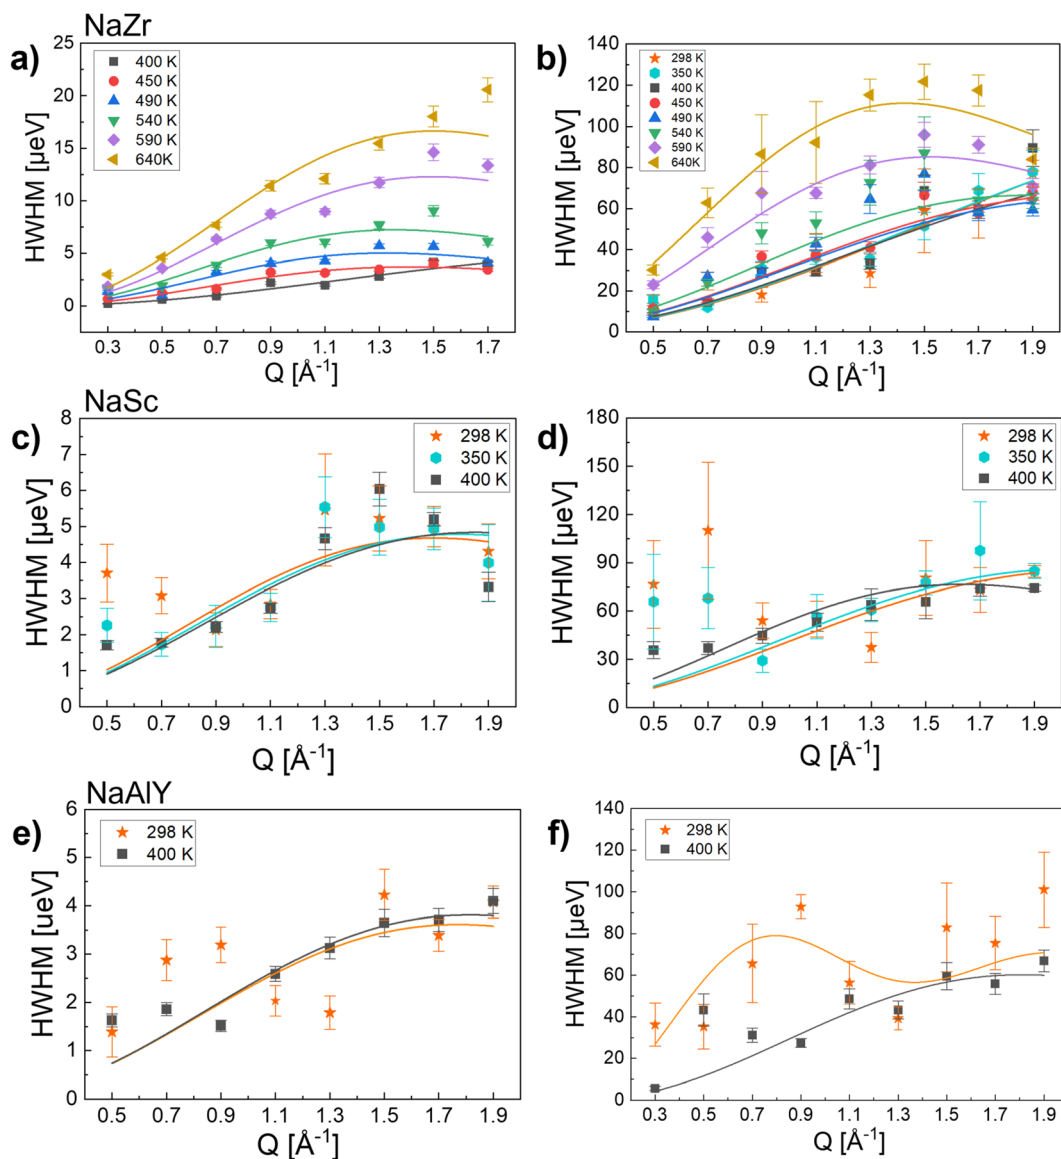 NaZr
a)
HWHM [µeV]
25
20
15
10
5
0
400 K
450 K
490 K
540 K
590 K
640K
0.3 0.5 0.7 0.9 1.1 1.3 1.5 1.7
Q [Å-1]
b)
HWHM [µeV]
140
120
100
80
60
40
20
0
298 K
350 K
400 K
450 K
490 K
540 K
590 K
640K
0.5 0.7 0.9 1.1 1.3 1.5 1.7 1.9
Q [Å-1]
NaSc
c)
HWHM [µeV]
8
7
6
5
4
3
2
1
0
298 K
350 K
400 K
0.5 0.7 0.9 1.1 1.3 1.5 1.7 1.9
Q [Å-1]
d)
HWHM [µeV]
180
150
120
90
60
30
0
298 K
350 K
400 K
0.5 0.7 0.9 1.1 1.3 1.5 1.7 1.9
Q [Å-1]
NaAlY
e)
HWHM [µeV]
6
5
4
3
2
1
0
298 K
400 K
0.5 0.7 0.9 1.1 1.3 1.5 1.7 1.9
Q [Å-1]
f)
HWHM [µeV]
140
120
100
80
60
40
20
0
298 K
400 K
0.3 0.5 0.7 0.9 1.1 1.3 1.5 1.7 1.9
Q [Å-1]